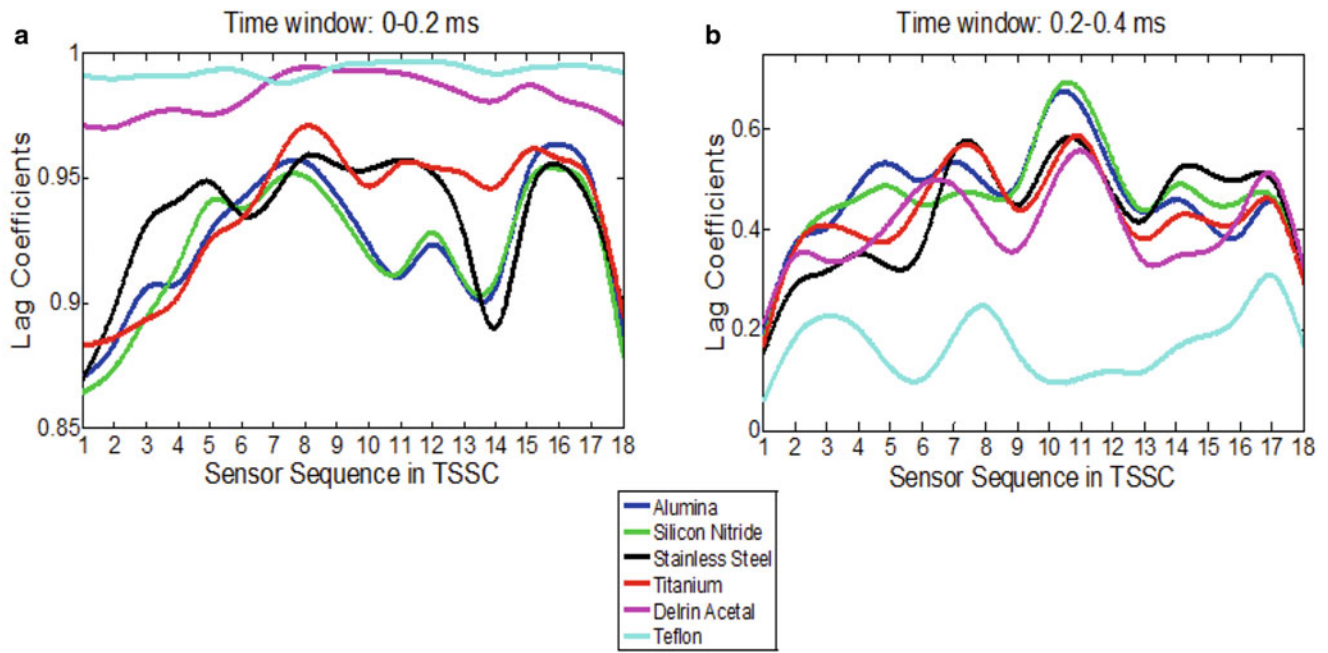 a
Time window: 0-0.2 ms
Lag Coefficients
1
0.95
0.9
0.85
1 2 3 4 5 6 7 8 9 10 11 12 13 14 15 16 17 18
Sensor Sequence in TSSC
b
Time window: 0.2-0.4 ms
Lag Coefficients
0.6
0.4
0.2
0
1 2 3 4 5 6 7 8 9 10 11 12 13 14 15 16 17 18
Sensor Sequence in TSSC
Alumina
Silicon Nitride
Stainless Steel
Titanium
Delrin Acetal
Teflon